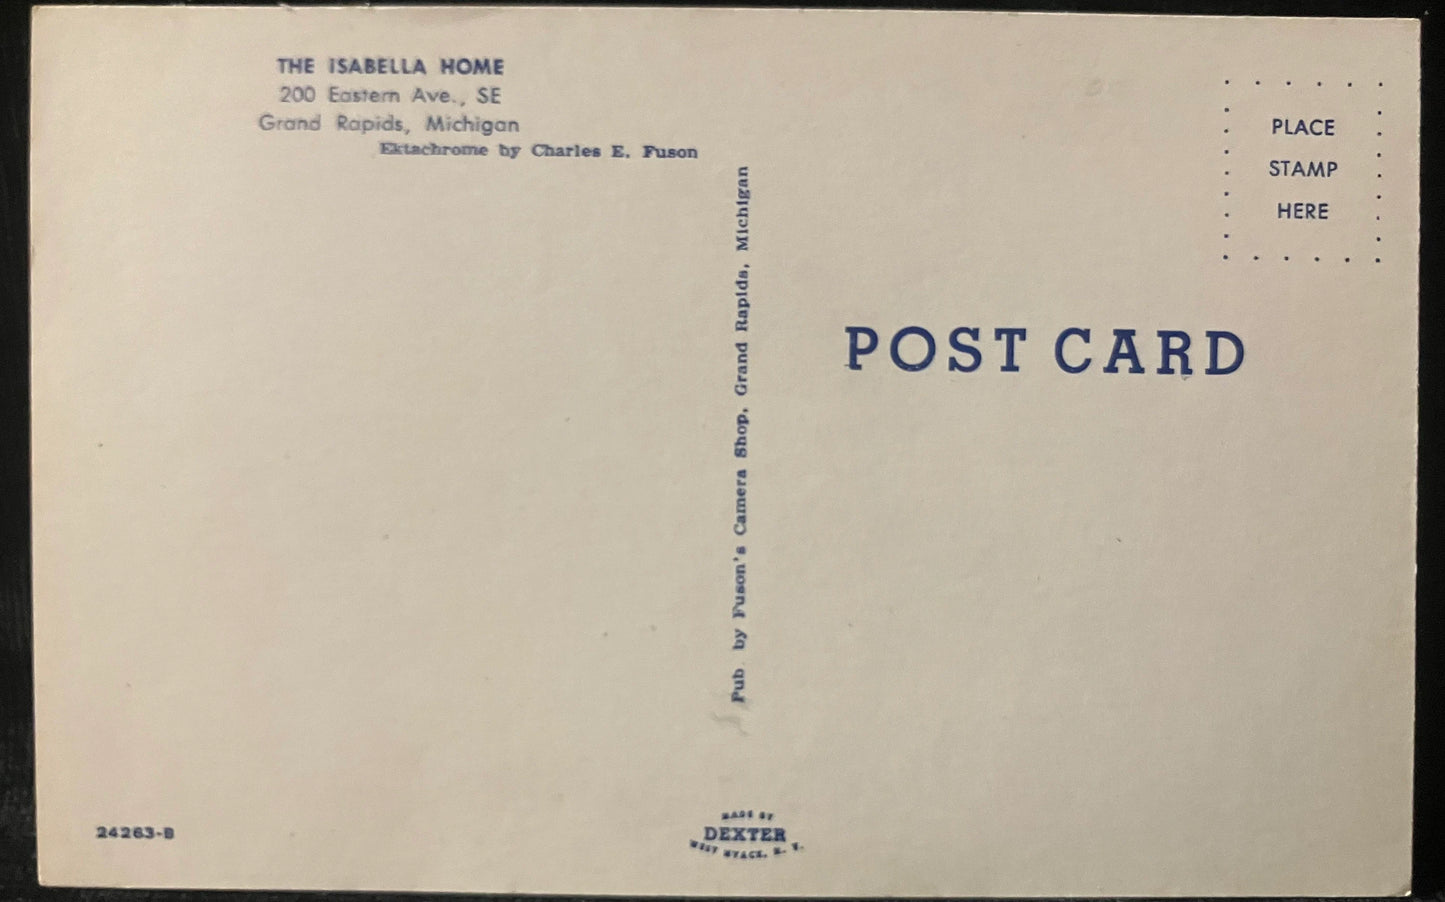 THE ISABELLA HOME
200 Eastern Ave., SE
Grand Rapids, Michigan
Ektachrome by Charles E. Fuson
Pub. by Fuson's Camera Shop, Grand Rapids, Michigan
PLACE
STAMP
HERE
POST CARD
24263-B
MADE BY
DEXTER
WEST NYACK, N. Y.